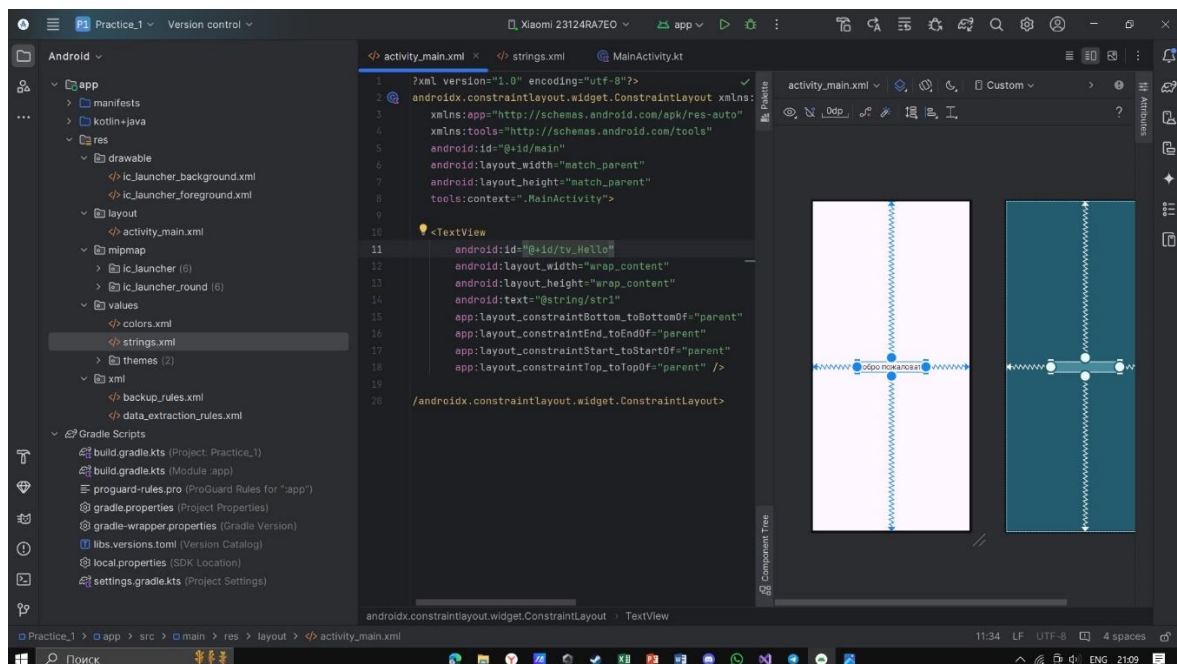 P1 Practice_1 Version control Xiaomi 23124RA7EO app
Android
app
manifests
kotlin+java
res
drawable
ic_launcher_background.xml
ic_launcher_foreground.xml
layout
activity_main.xml
mipmap
ic_launcher (6)
ic_launcher_round (6)
values
colors.xml
strings.xml
themes (2)
xml
backup_rules.xml
data_extraction_rules.xml
Gradle Scripts
build.gradle.kts (Project: Practice_1)
build.gradle.kts (Module :app)
proguard-rules.pro (ProGuard Rules for ":app")
gradle.properties (Project Properties)
gradle-wrapper.properties (Gradle Version)
libs.versions.toml (Version Catalog)
local.properties (SDK Location)
settings.gradle.kts (Project Settings)
activity_main.xml strings.xml MainActivity.kt
1 ?xml version="1.0" encoding="utf-8"?>
2 androidx.constraintlayout.widget.ConstraintLayout xmlns:
3 xmlns:app="http://schemas.android.com/apk/res-auto"
4 xmlns:tools="http://schemas.android.com/tools"
5 android:id="@+id/main"
6 android:layout_width="match_parent"
7 android:layout_height="match_parent"
8 tools:context=".MainActivity">
9
10 <TextView
11 android:id="@+id/tv_Hello"
12 android:layout_width="wrap_content"
13 android:layout_height="wrap_content"
14 android:text="@string/str1"
15 app:layout_constraintBottom_toBottomOf="parent"
16 app:layout_constraintEnd_toEndOf="parent"
17 app:layout_constraintStart_toStartOf="parent"
18 app:layout_constraintTop_toTopOf="parent" />
19
20 /androidx.constraintlayout.widget.ConstraintLayout>
androidx.constraintlayout.widget.ConstraintLayout TextView
Palette
Component Tree
activity_main.xml Custom
0dp
?
обро пожаловат
Attributes
Practice_1 > app > src > main > res > layout > activity_main.xml 11:34 LF UTF-8 4 spaces
Поиск ENG 21:09